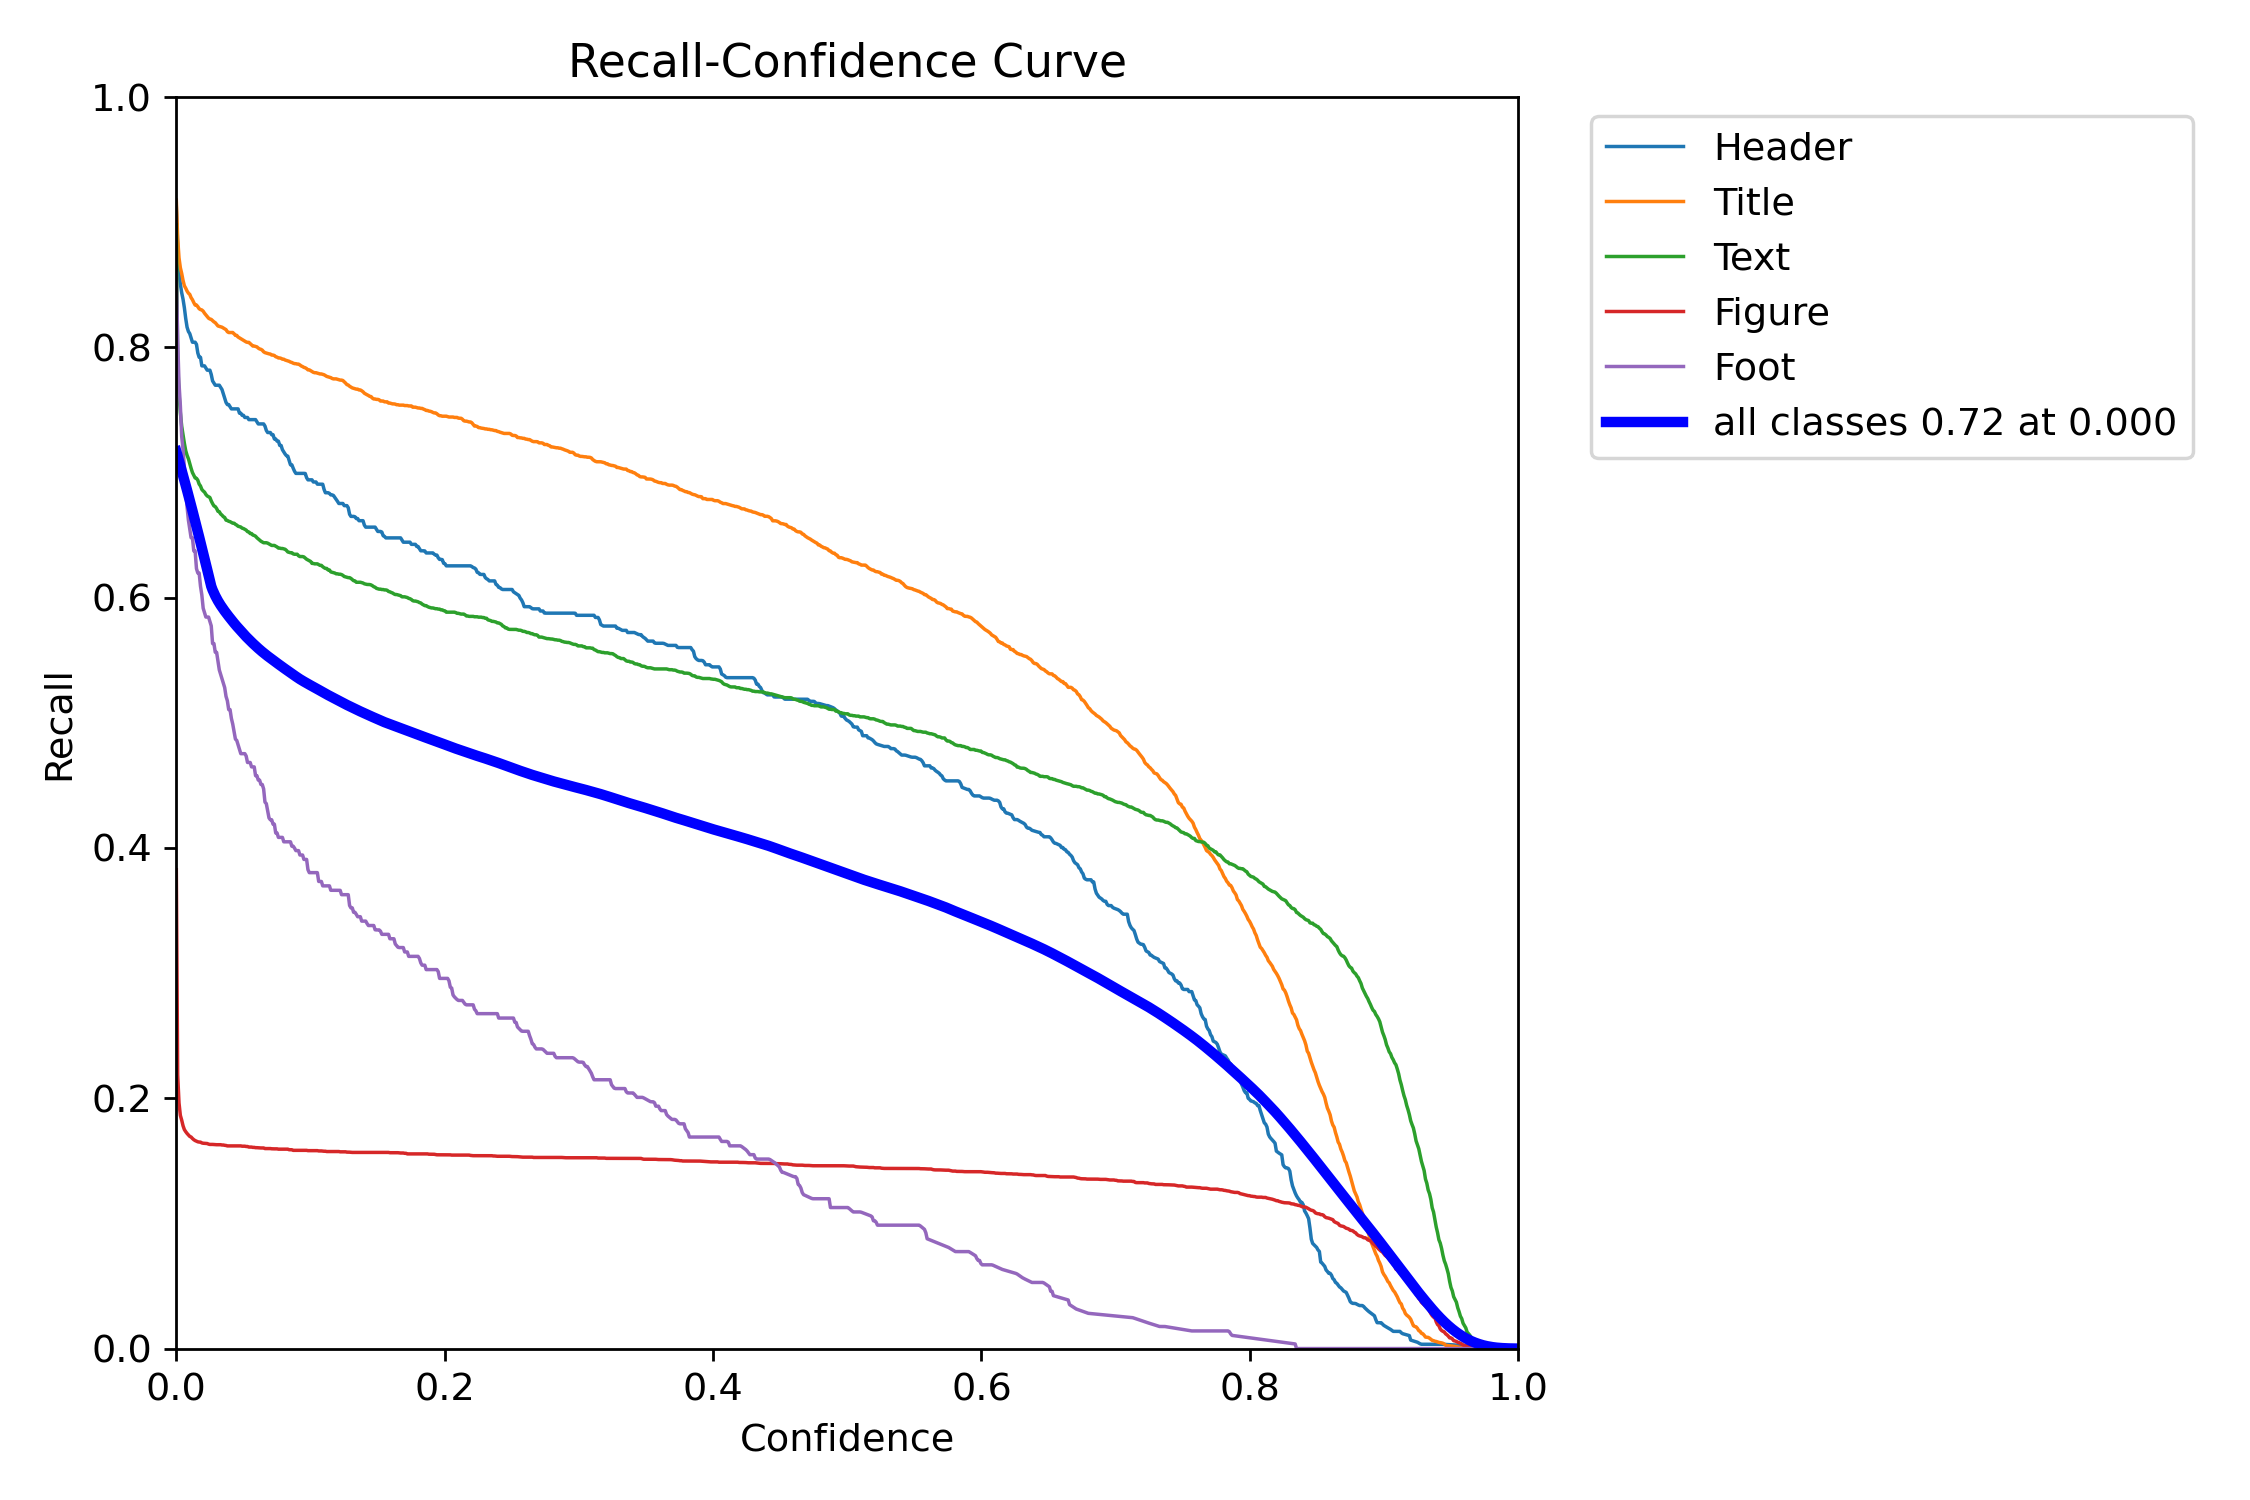 Recall-Confidence Curve
1.0
0.8
0.6
0.4
0.2
0.0
Recall
0.0 0.2 0.4 0.6 0.8 1.0
Confidence
Header
Title
Text
Figure
Foot
all classes 0.72 at 0.000